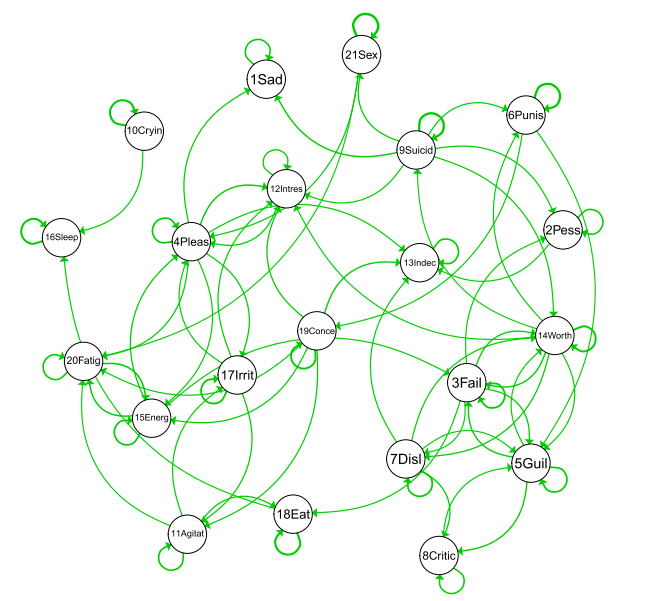 21Sex
1Sad
6Punis
10Cryin
9Suicid
12Intres
2Pess
16Sleep
4Pleas
13Indec
19Conce
14Worth
20Fatig
17Irrit
3Fail
15Energ
7Disl
5Guil
18Eat
11Agitat
8Critic